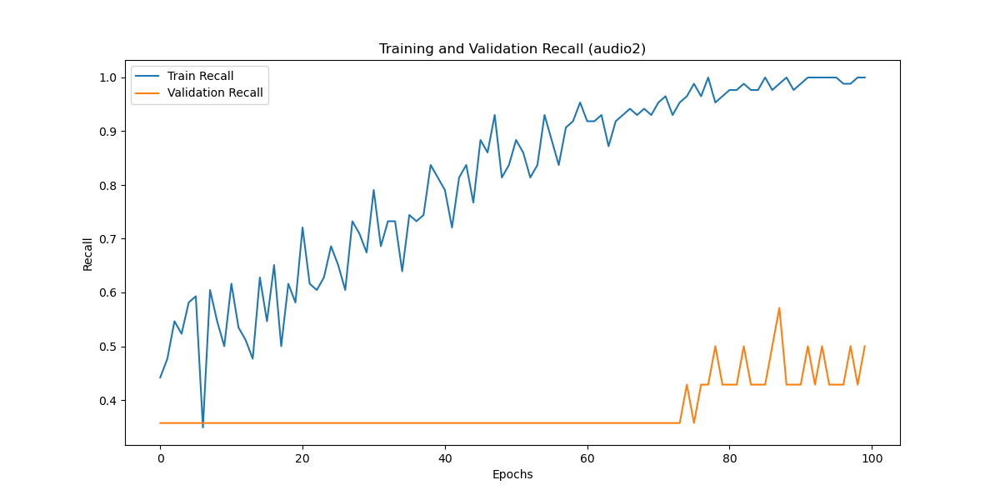 Training and Validation Recall (audio2)
Train Recall
Validation Recall
1.0
0.9
0.8
0.7
0.6
0.5
0.4
Recall
0 20 40 60 80 100
Epochs